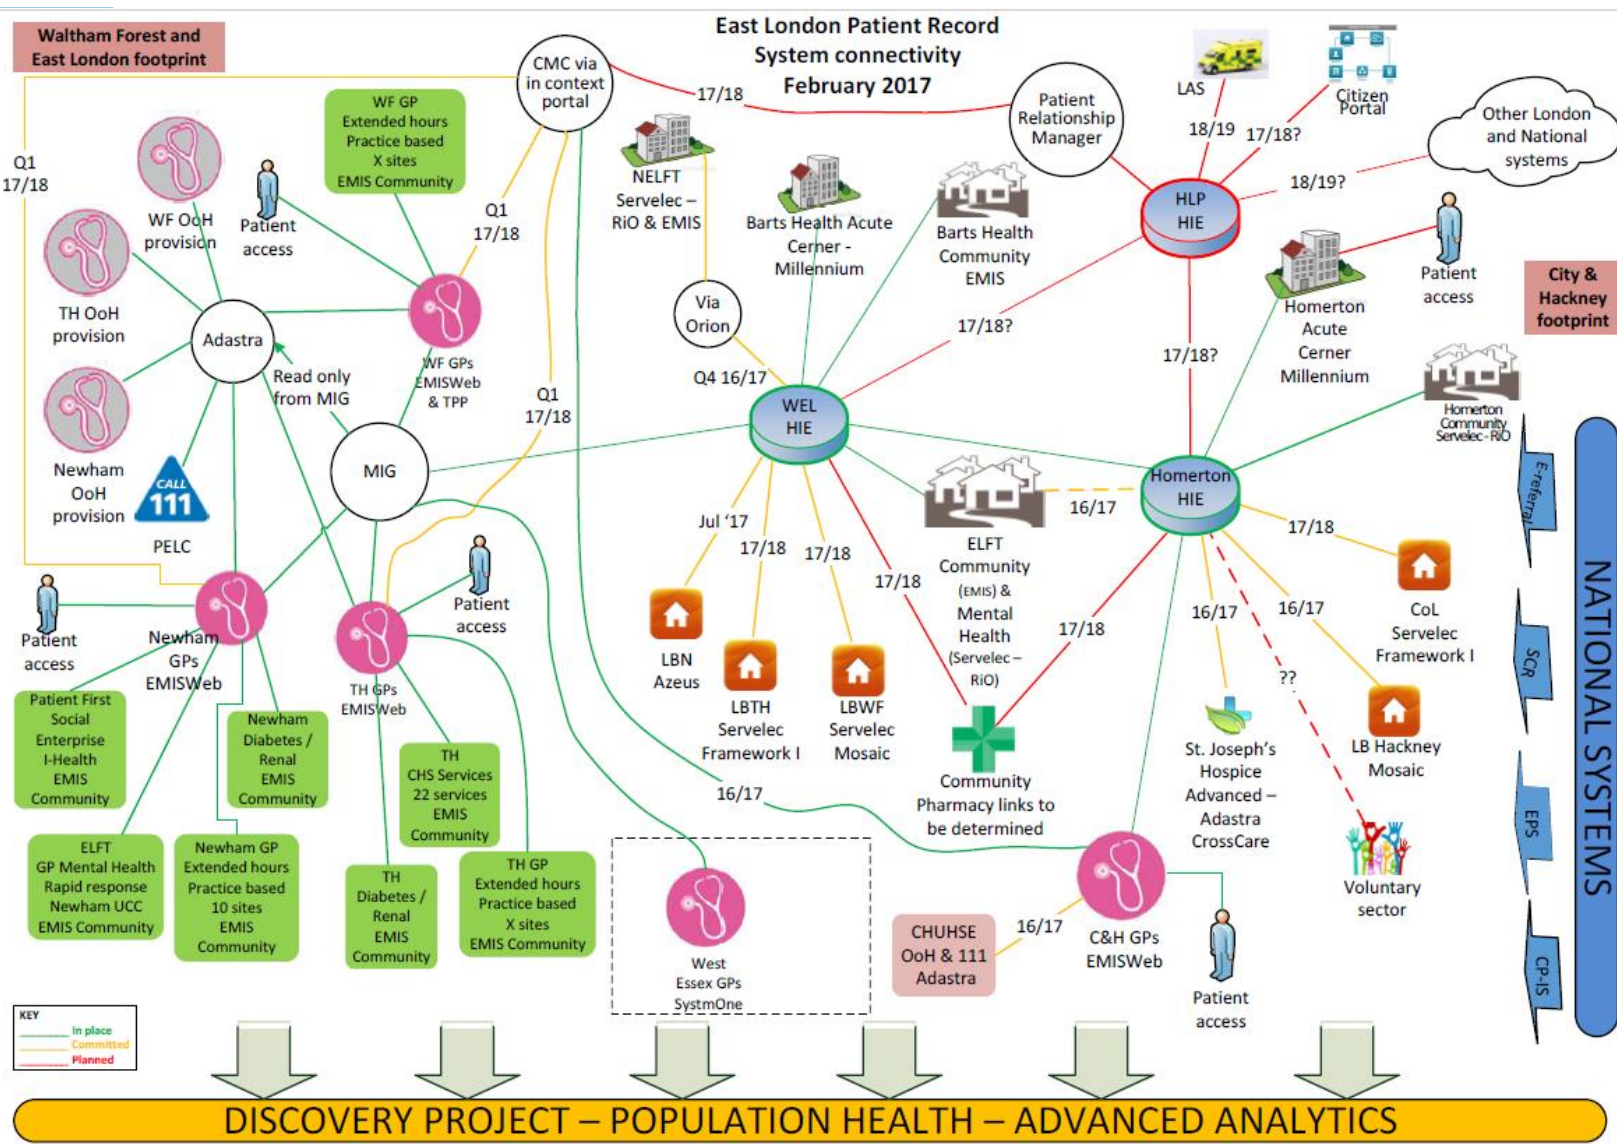 East London Patient Record
System connectivity
February 2017
Waltham Forest and
East London footprint
CMC via
in context
portal
17/18
Patient
Relationship
Manager
LAS
Citizen
Portal
Other London
and National
systems
18/19
17/18?
18/19?
HLP
HIE
Q1
17/18
WF OoH
provision
Patient
access
WF GP
Extended hours
Practice based
X sites
EMIS Community
Q1
17/18
NELFT
Servelec –
RiO & EMIS
Barts Health Acute
Cerner -
Millennium
Barts Health
Community
EMIS
Patient
access
City &
Hackney
footprint
TH OoH
provision
Adastra
Via
Orion
17/18?
17/18?
Homerton
Acute
Cerner
Millennium
WF GPs
EMISWeb
& TPP
Read only
from MIG
Q4 16/17
Q1
17/18
WEL
HIE
Homerton
Community
Servelec - RiO
Newham
OoH
provision
CALL
111
PELC
MIG
Homerton
HIE
16/17
17/18
E-referral
Jul ‘17
17/18
17/18
17/18
ELFT
Community
(EMIS) &
Mental
Health
(Servelec –
RiO)
17/18
16/17
16/17
CoL
Servelec
Framework I
SCR
Patient
access
Newham
GPs
EMISWeb
Patient
access
TH GPs
EMISWeb
LBN
Azeus
LBTH
Servelec
Framework I
LBWF
Servelec
Mosaic
??
St. Joseph’s
Hospice
Advanced –
Adastra
CrossCare
LB Hackney
Mosaic
Patient First
Social
Enterprise
I-Health
EMIS
Community
Newham
Diabetes /
Renal
EMIS
Community
TH
CHS Services
22 services
EMIS
Community
16/17
Community
Pharmacy links to
be determined
EPS
NATIONAL SYSTEMS
ELFT
GP Mental Health
Rapid response
Newham UCC
EMIS Community
Newham GP
Extended hours
Practice based
10 sites
EMIS
Community
TH
Diabetes /
Renal
EMIS
Community
TH GP
Extended hours
Practice based
X sites
EMIS Community
West
Essex GPs
SystmOne
CHUHSE
OoH & 111
Adastra
16/17
C&H GPs
EMISWeb
Patient
access
Voluntary
sector
CP-IS
KEY
In place
Committed
Planned
DISCOVERY PROJECT – POPULATION HEALTH – ADVANCED ANALYTICS